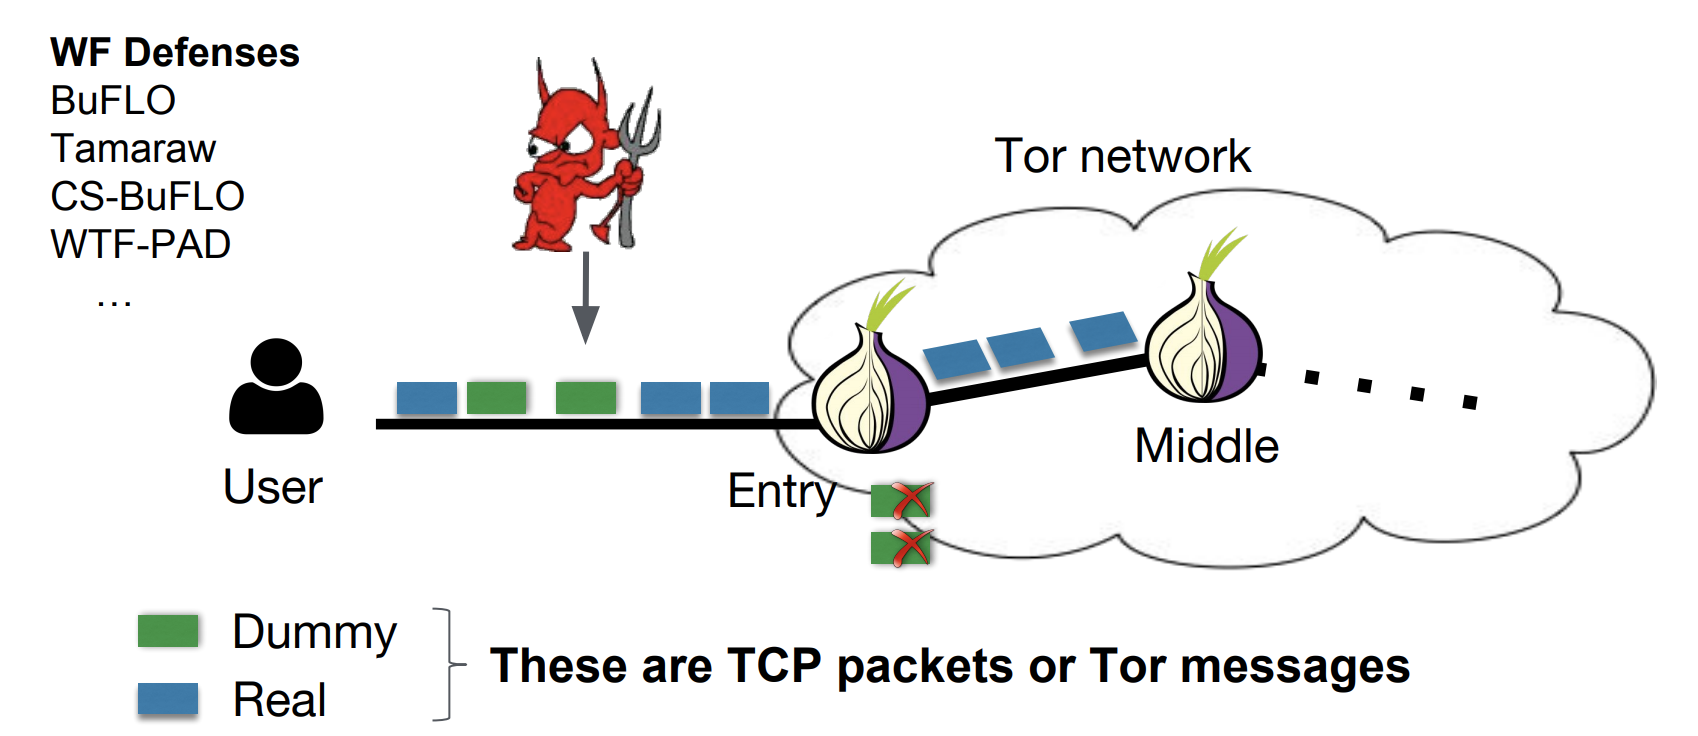 WF Defenses
BuFLO
Tamaraw
CS-BuFLO
WTF-PAD
...
Tor network
User
Entry
Middle
Dummy
Real
These are TCP packets or Tor messages